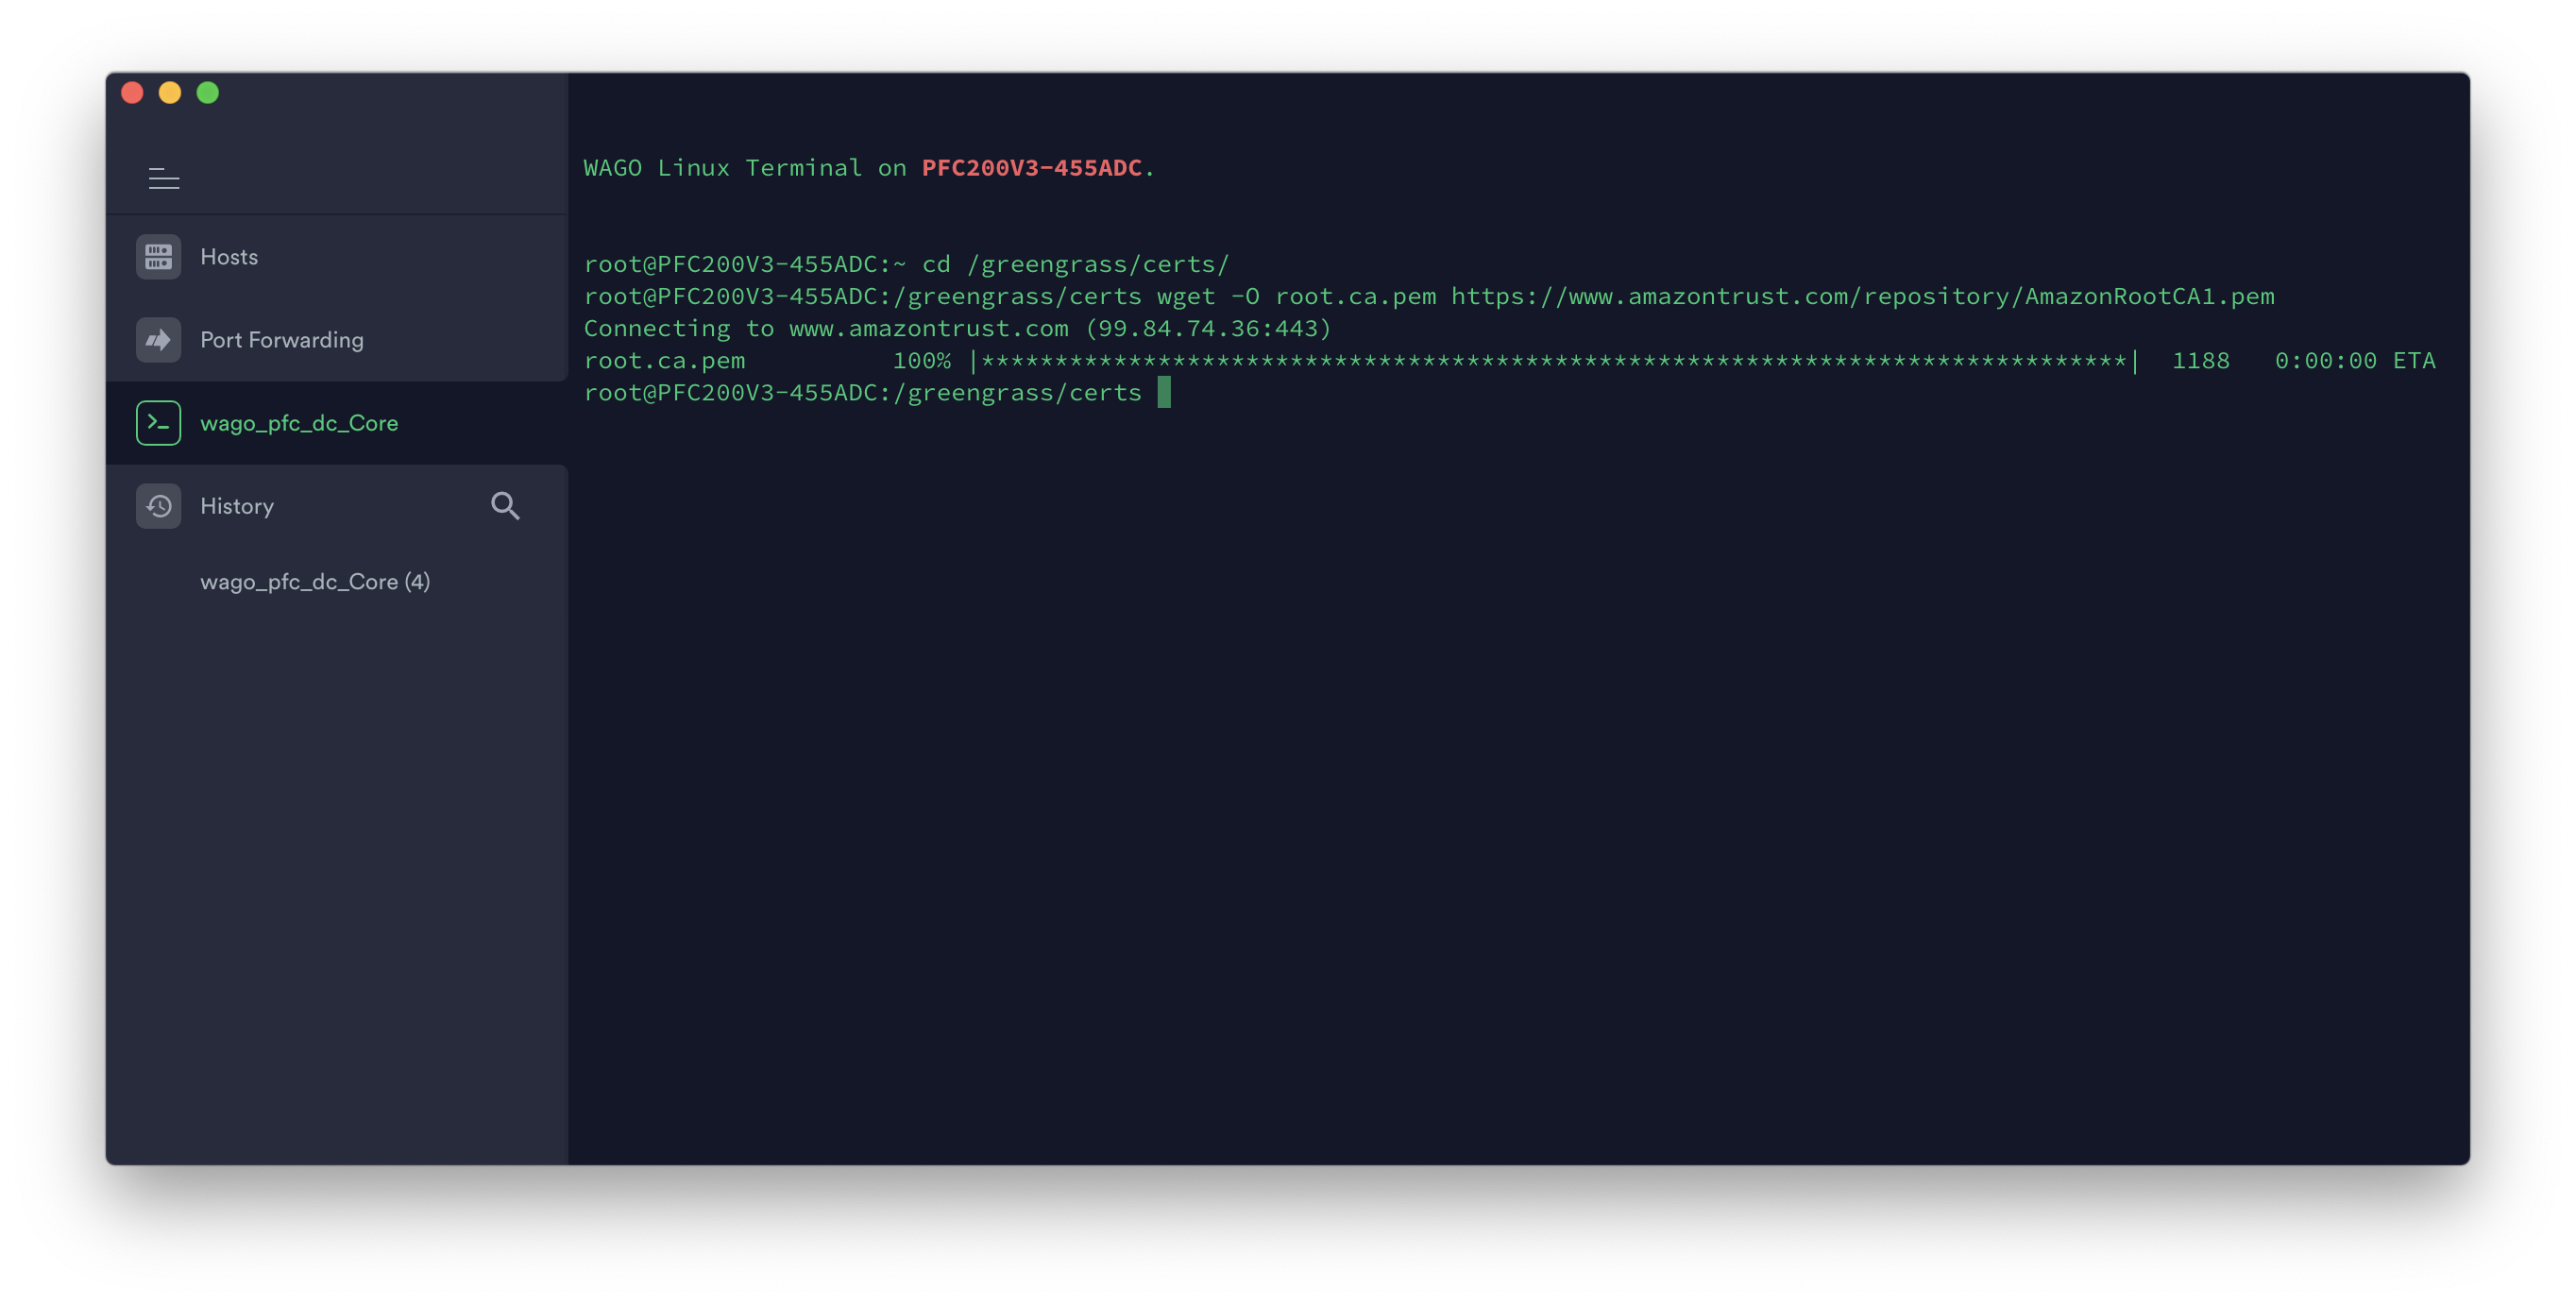 Hosts
Port Forwarding
wago_pfc_dc_Core
History
wago_pfc_dc_Core (4)
WAGO Linux Terminal on PFC200V3-455ADC.
root@PFC200V3-455ADC:~ cd /greengrass/certs/
root@PFC200V3-455ADC:/greengrass/certs wget -O root.ca.pem https://www.amazontrust.com/repository/AmazonRootCA1.pem
Connecting to www.amazontrust.com (99.84.74.36:443)
root.ca.pem          100% |******************************************************************************|  1188   0:00:00 ETA
root@PFC200V3-455ADC:/greengrass/certs